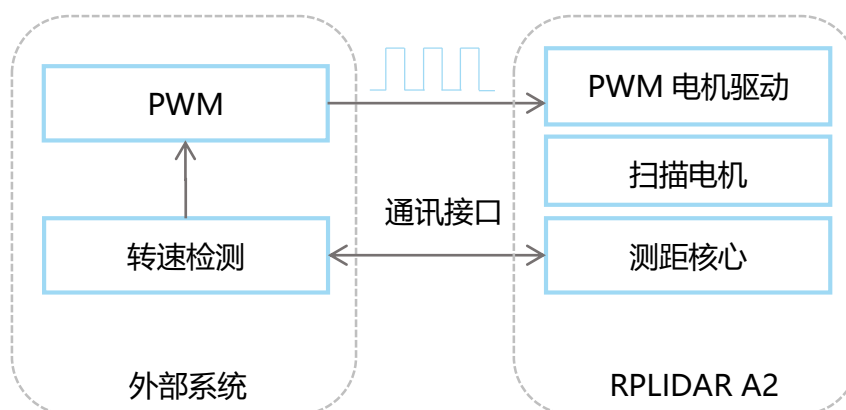 PWM
PWM 电机驱动
扫描电机
通讯接口
转速检测
测距核心
外部系统
RPLIDAR A2